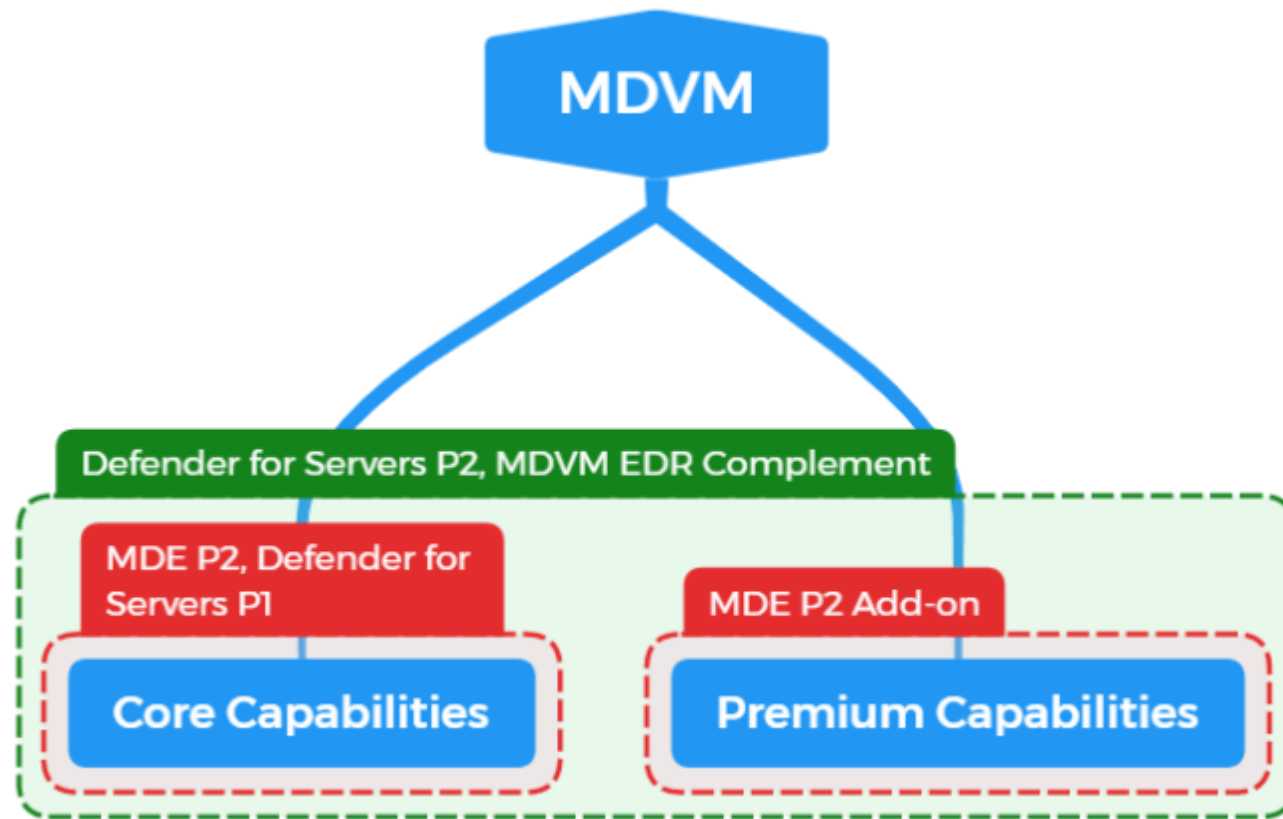 MDVM
Defender for Servers P2, MDVM EDR Complement
MDE P2, Defender for
Servers P1
MDE P2 Add-on
Core Capabilities
Premium Capabilities